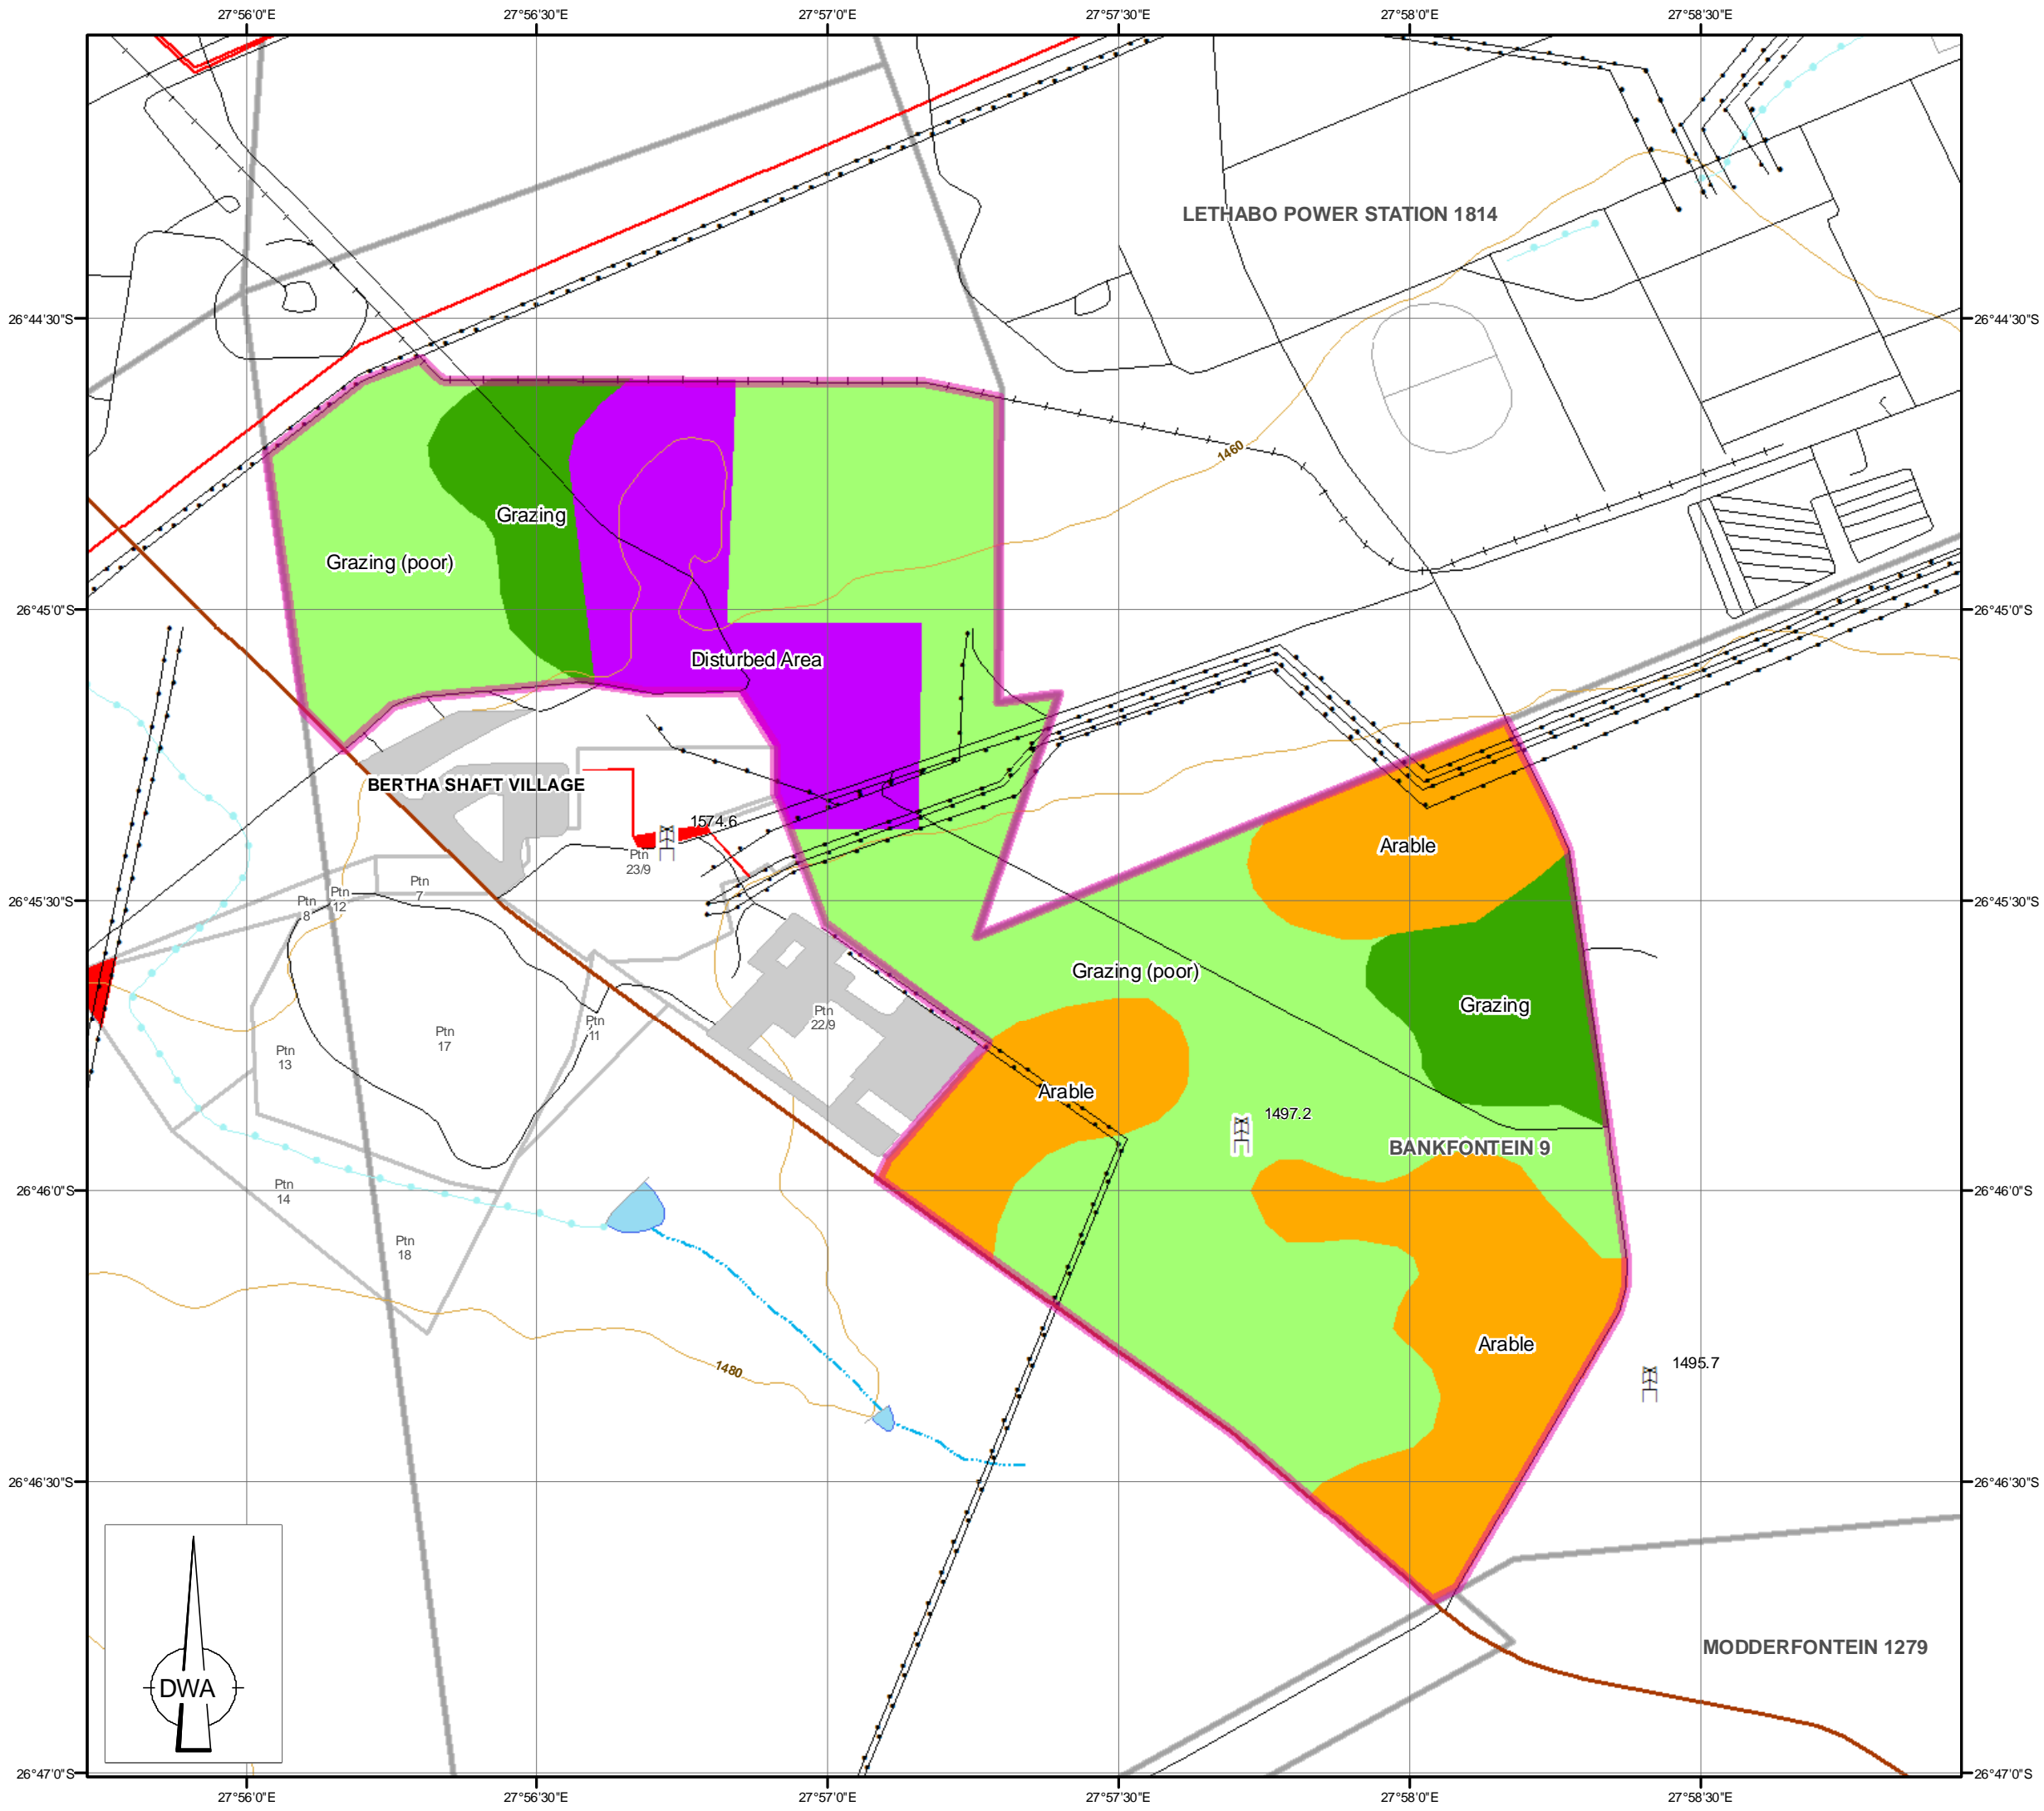 27°56'0"E
27°56'30"E
27°57'0"E
27°57'30"E
27°58'0"E
27°58'30"E
LETHABO POWER STATION 1814
26°44'30"S
26°44'30"S
1460
Grazing
Grazing (poor)
26°45'0"S
26°45'0"S
Disturbed Area
BERTHA SHAFT VILLAGE
1574.6
Arable
Ptn
23/9
Ptn
7
Ptn
12
Ptn
8
26°45'30"S
26°45'30"S
Grazing (poor)
Grazing
Ptn
22/9
Ptn
11
Ptn
17
Ptn
13
Arable
1497.2
BANKFONTEIN 9
Ptn
14
26°46'0"S
26°46'0"S
Ptn
18
Arable
1495.7
1480
26°46'30"S
26°46'30"S
MODDERFONTEIN 1279
DWA
26°47'0"S
26°47'0"S
27°56'0"E
27°56'30"E
27°57'0"E
27°57'30"E
27°58'0"E
27°58'30"E